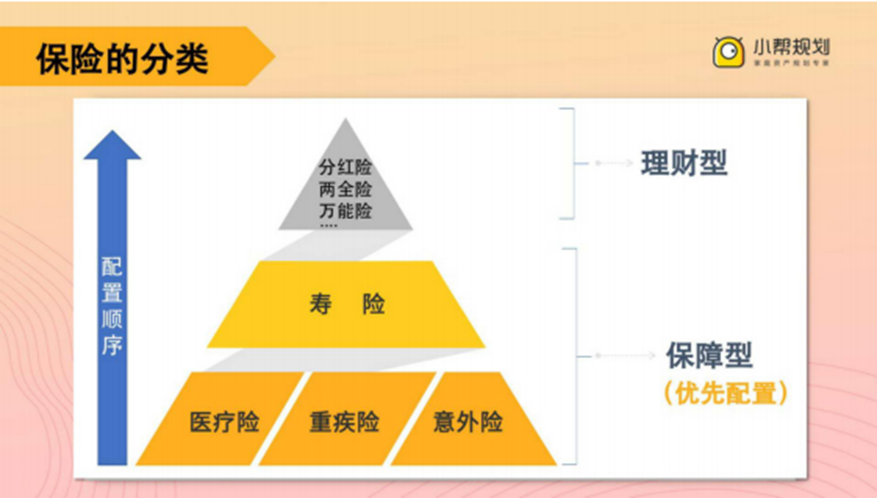 保险的分类
小帮规划
家庭资产规划专家
分红险
两全险
万能险
....
理财型
配置顺序
寿 险
保障型
（优先配置）
医疗险 重疾险 意外险